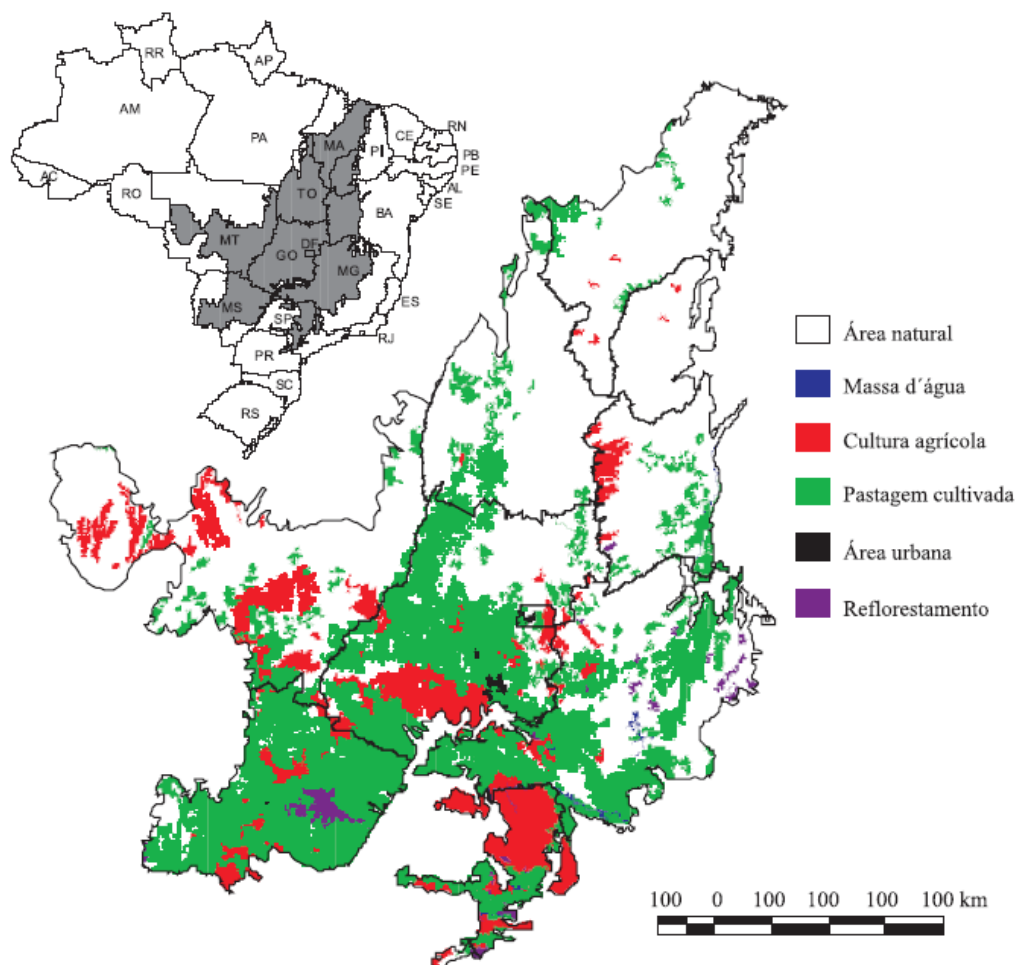 RR
AP
AM
PA
MA
CE
RN
PI
PB
PE
AC
AL
TO
RO
SE
BA
MT
DF
GO
MG
ES
MS
SP
RJ
PR
SC
RS
Área natural
Massa d´água
Cultura agrícola
Pastagem cultivada
Área urbana
Reflorestamento
100 0 100 100 100 100 km